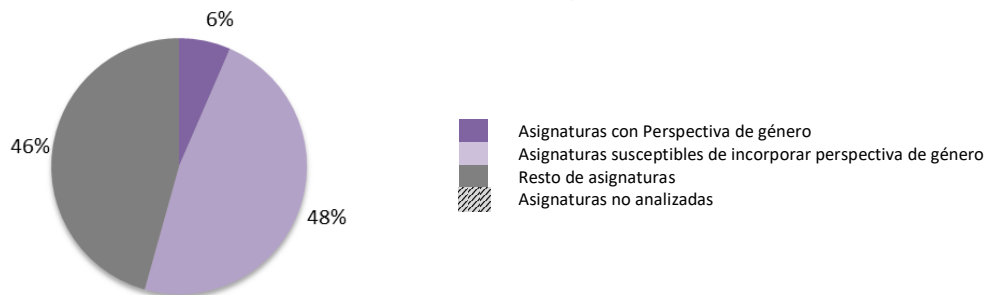 6%
46%
48%
Asignaturas con Perspectiva de género
Asignaturas susceptibles de incorporar perspectiva de género
Resto de asignaturas
Asignaturas no analizadas